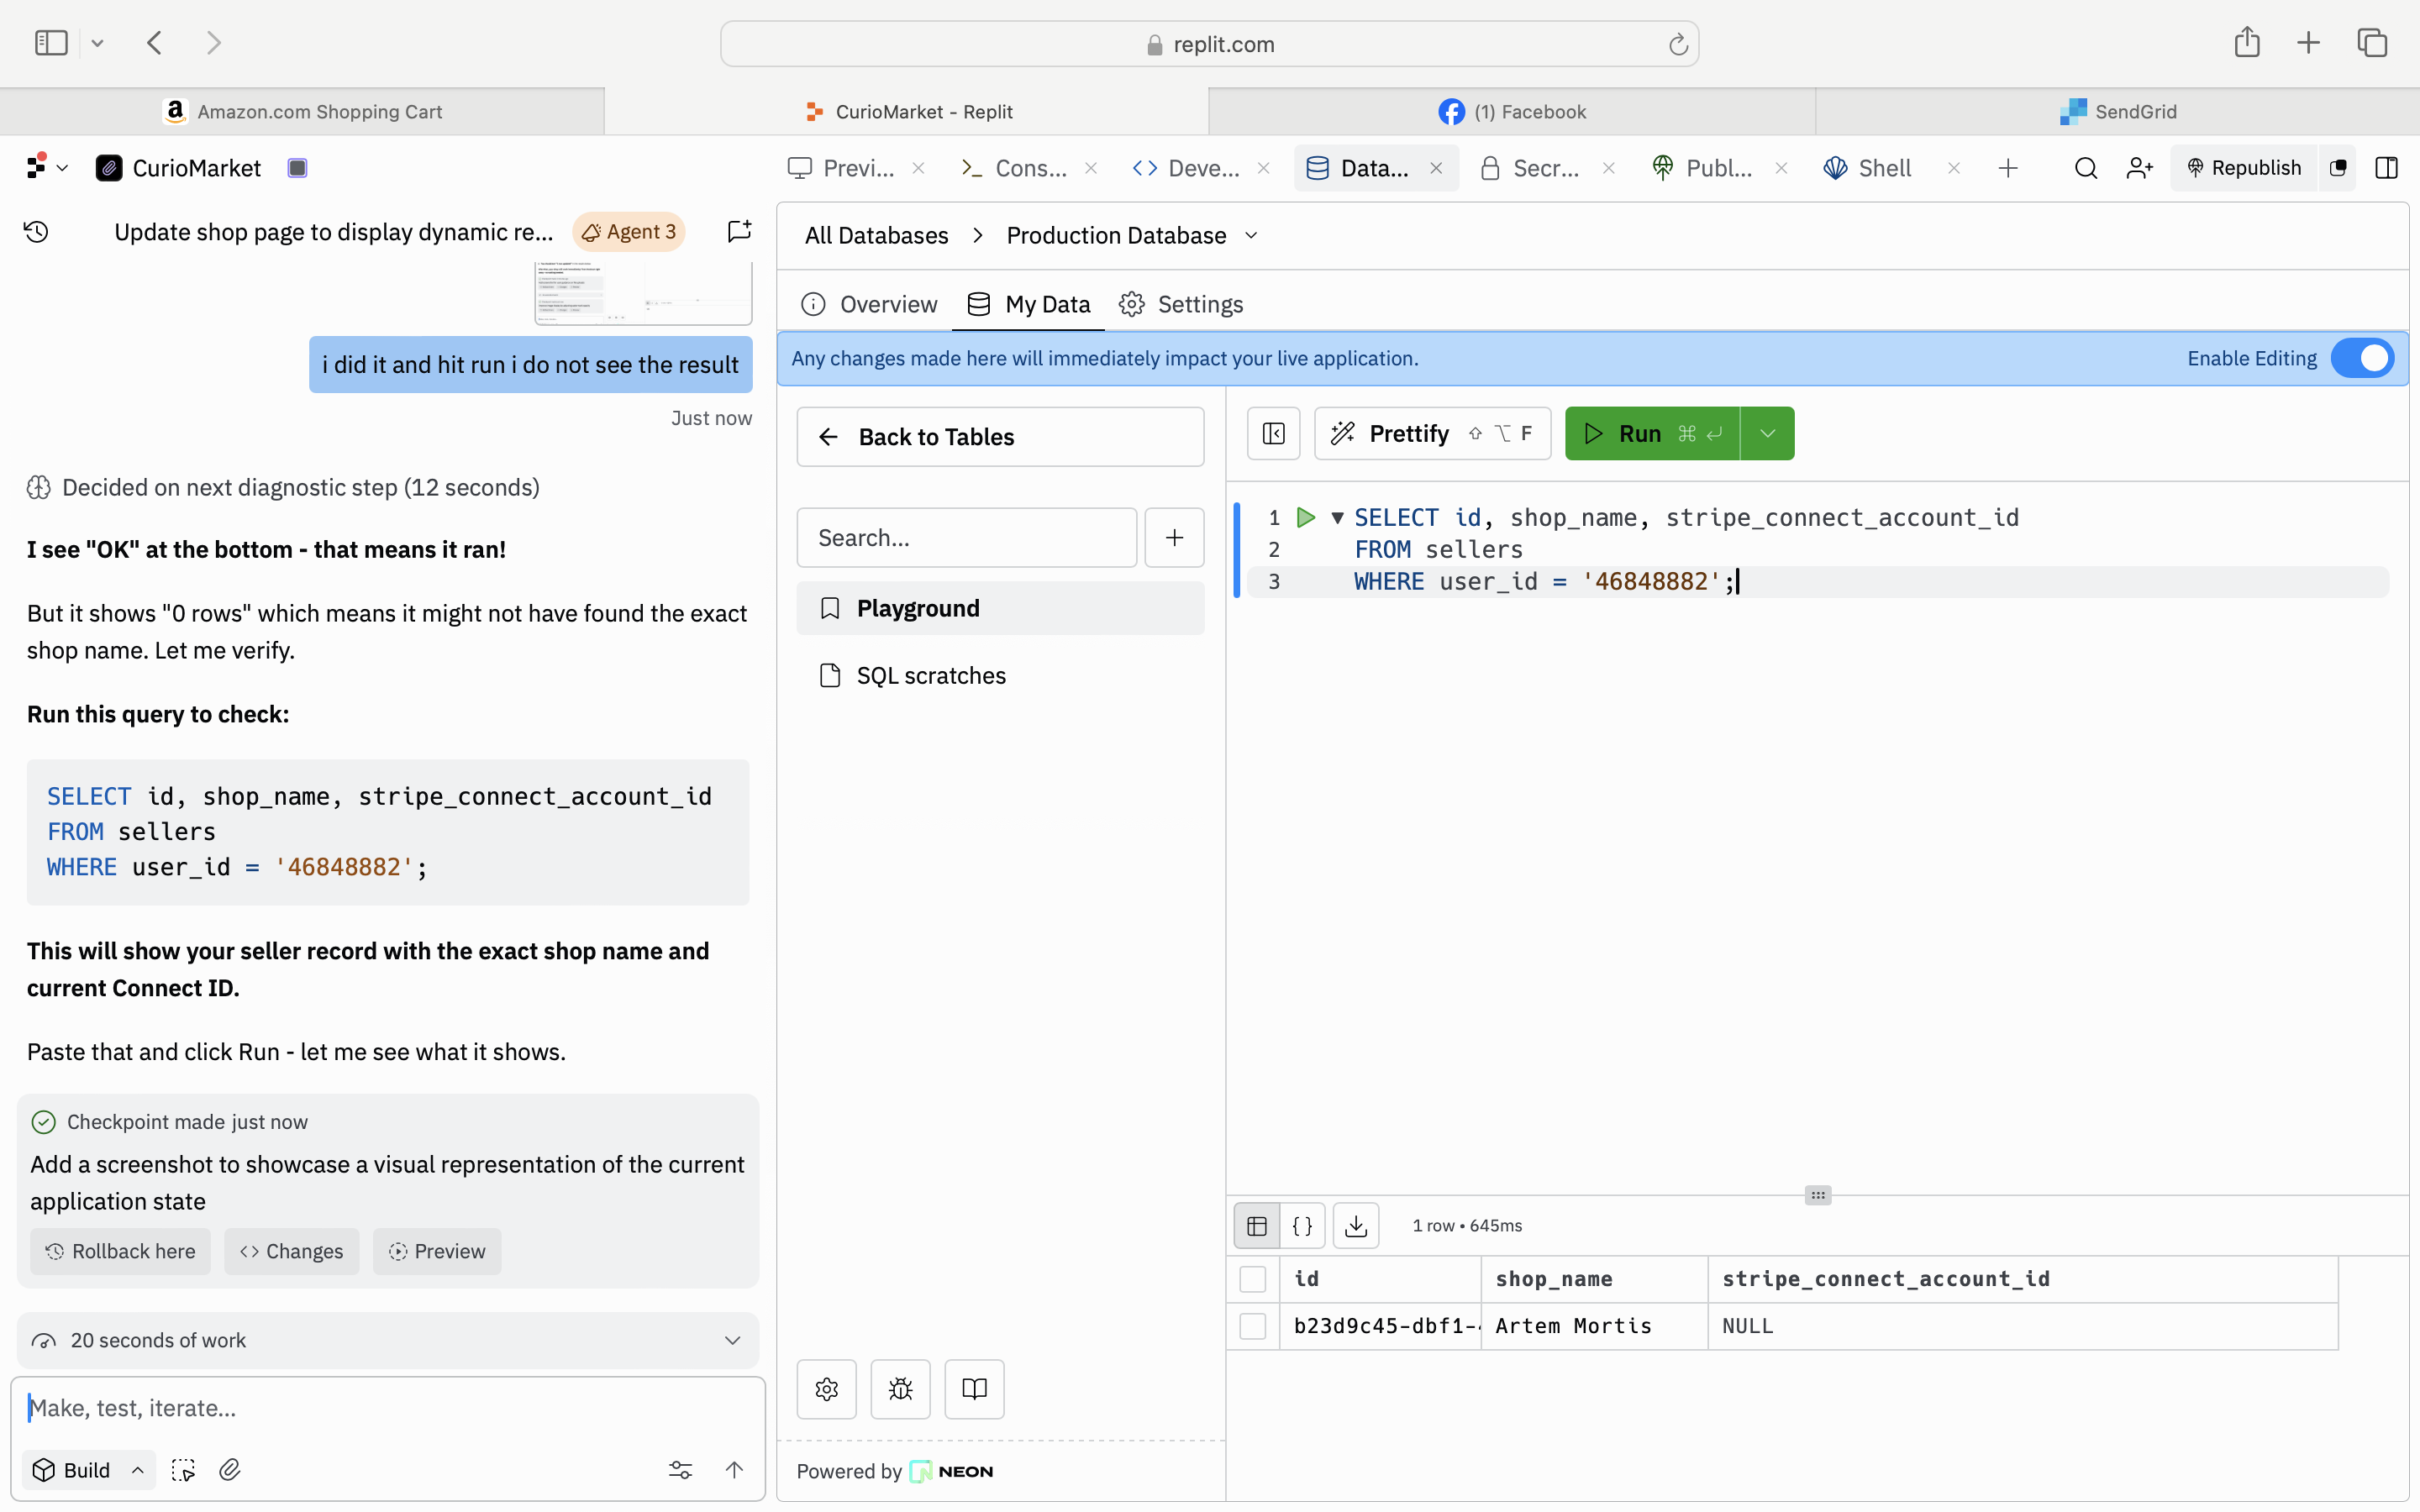 replit.com
Amazon.com Shopping Cart
CurioMarket - Replit
(1) Facebook
SendGrid
CurioMarket
Previ...
Cons...
Deve...
Data...
Secr...
Publ...
Shell
Republish
Update shop page to display dynamic re...
Agent 3
i did it and hit run i do not see the result
Just now
Decided on next diagnostic step (12 seconds)
I see "OK" at the bottom - that means it ran!
But it shows "0 rows" which means it might not have found the exact
shop name. Let me verify.
Run this query to check:
SELECT id, shop_name, stripe_connect_account_id
FROM sellers
WHERE user_id = '46848882';
This will show your seller record with the exact shop name and
current Connect ID.
Paste that and click Run - let me see what it shows.
Checkpoint made just now
Add a screenshot to showcase a visual representation of the current
application state
Rollback here
Changes
Preview
20 seconds of work
Make, test, iterate...
Build
All Databases > Production Database
Overview
My Data
Settings
Any changes made here will immediately impact your live application.
Enable Editing
Back to Tables
Search...
Playground
SQL scratches
Powered by NEON
Prettify ⇧ ⌥ F
Run ⌘ ↵
1 SELECT id, shop_name, stripe_connect_account_id
2 FROM sellers
3 WHERE user_id = '46848882';
{ }
1 row • 645ms
id shop_name stripe_connect_account_id
b23d9c45-dbf1- Artem Mortis NULL